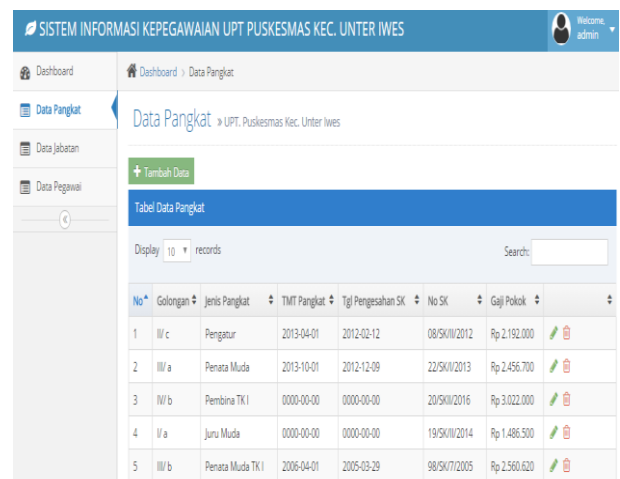 SISTEM INFORMASI KEPEGAWAIAN UPT PUSKESMAS KEC. UNTER IWES
Welcome,
admin
Dashboard
Dashboard > Data Pangkat
Data Pangkat
Data Pangkat » UPT. Puskesmas Kec. Unter Iwes
Data Jabatan
Data Pegawai
+ Tambah Data
Tabel Data Pangkat
Display 10 records Search:
No Golongan Jenis Pangkat TMT Pangkat Tgl Pengesahan SK No SK Gaji Pokok
1 II/ c Pengatur 2013-04-01 2012-02-12 08/SK/II/2012 Rp 2.192.000
2 III/ a Penata Muda 2013-10-01 2012-12-09 22/SK/I/2013 Rp 2.456.700
3 IV/ b Pembina TK I 0000-00-00 0000-00-00 20/SKII/2016 Rp 3.022.000
4 I/ a Juru Muda 0000-00-00 0000-00-00 19/SK/II/2014 Rp 1.486.500
5 III/ b Penata Muda TK I 2006-04-01 2005-03-29 98/SK/7/2005 Rp 2.560.620